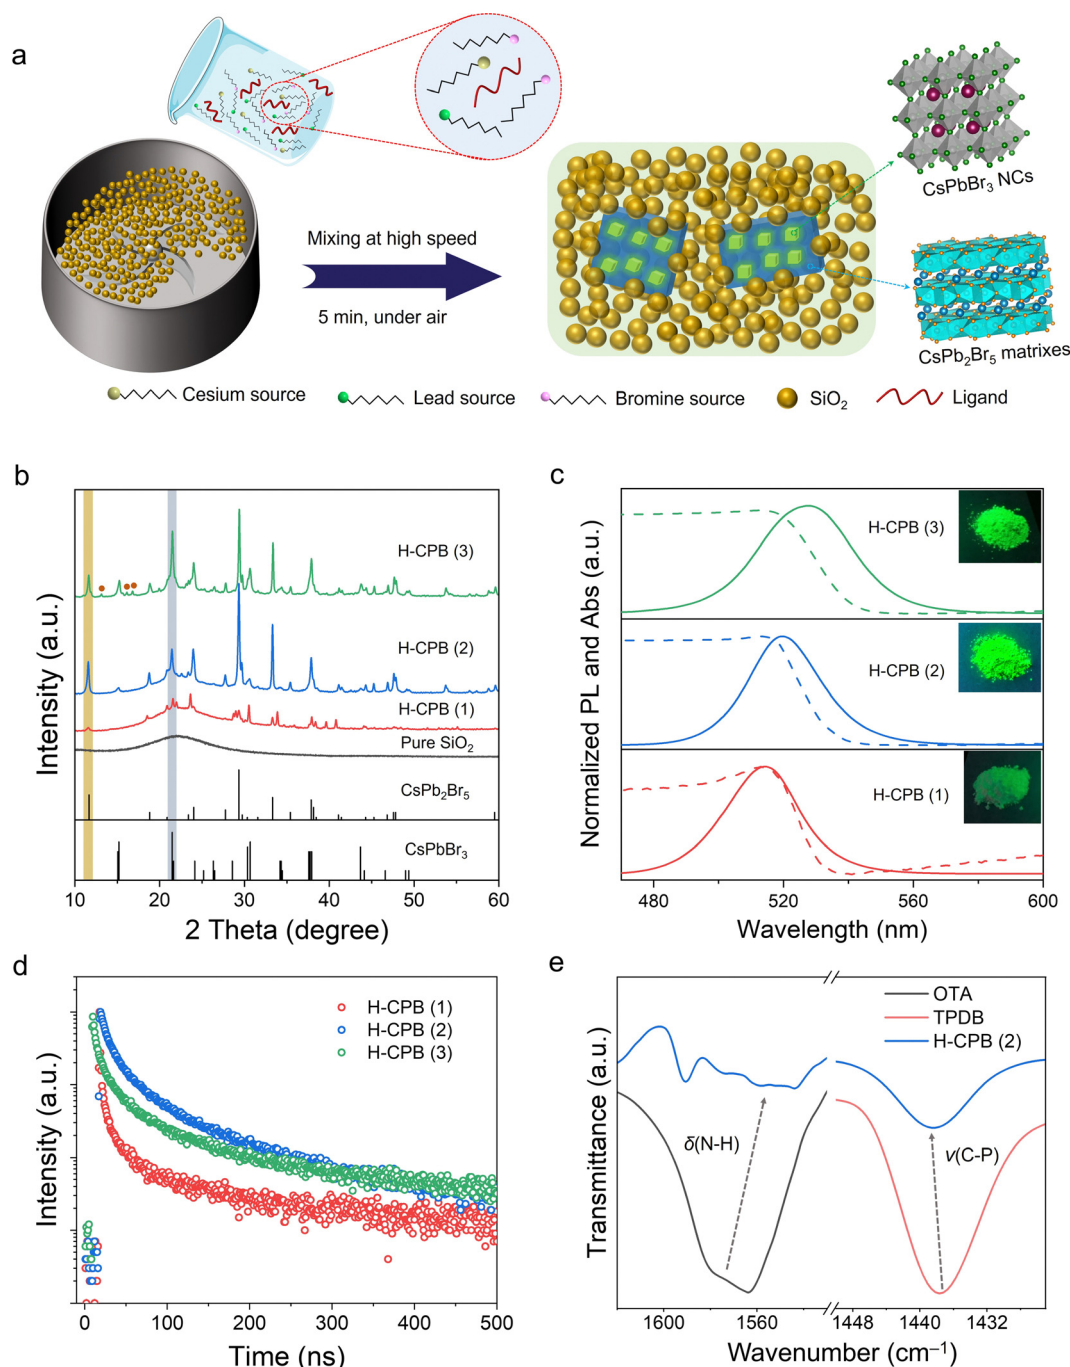 a
CsPbBr₃ NCs
Mixing at high speed
5 min, under air
CsPb₂Br₅ matrixes
Cesium source
Lead source
Bromine source
SiO₂
Ligand
b
H-CPB (3)
H-CPB (2)
H-CPB (1)
Pure SiO₂
CsPb₂Br₅
CsPbBr₃
Intensity (a.u.)
10 20 30 40 50 60
2 Theta (degree)
c
H-CPB (3)
H-CPB (2)
H-CPB (1)
Normalized PL and Abs (a.u.)
480 520 560 600
Wavelength (nm)
d
H-CPB (1)
H-CPB (2)
H-CPB (3)
Intensity (a.u.)
0 100 200 300 400 500
Time (ns)
e
OTA
TPDB
H-CPB (2)
δ(N-H)
ν(C-P)
Transmittance (a.u.)
1600 1560 1448 1440 1432
Wavenumber (cm⁻¹)